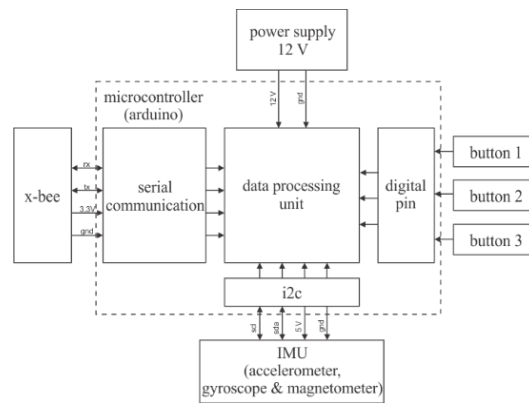 power supply
12 V
12 V
gnd
microcontroller
(arduino)
x-bee
rx
tx
3.3V
gnd
serial
communication
data processing
unit
digital
pin
button 1
button 2
button 3
i2c
scl
sda
5 V
gnd
IMU
(accelerometer,
gyroscope & magnetometer)